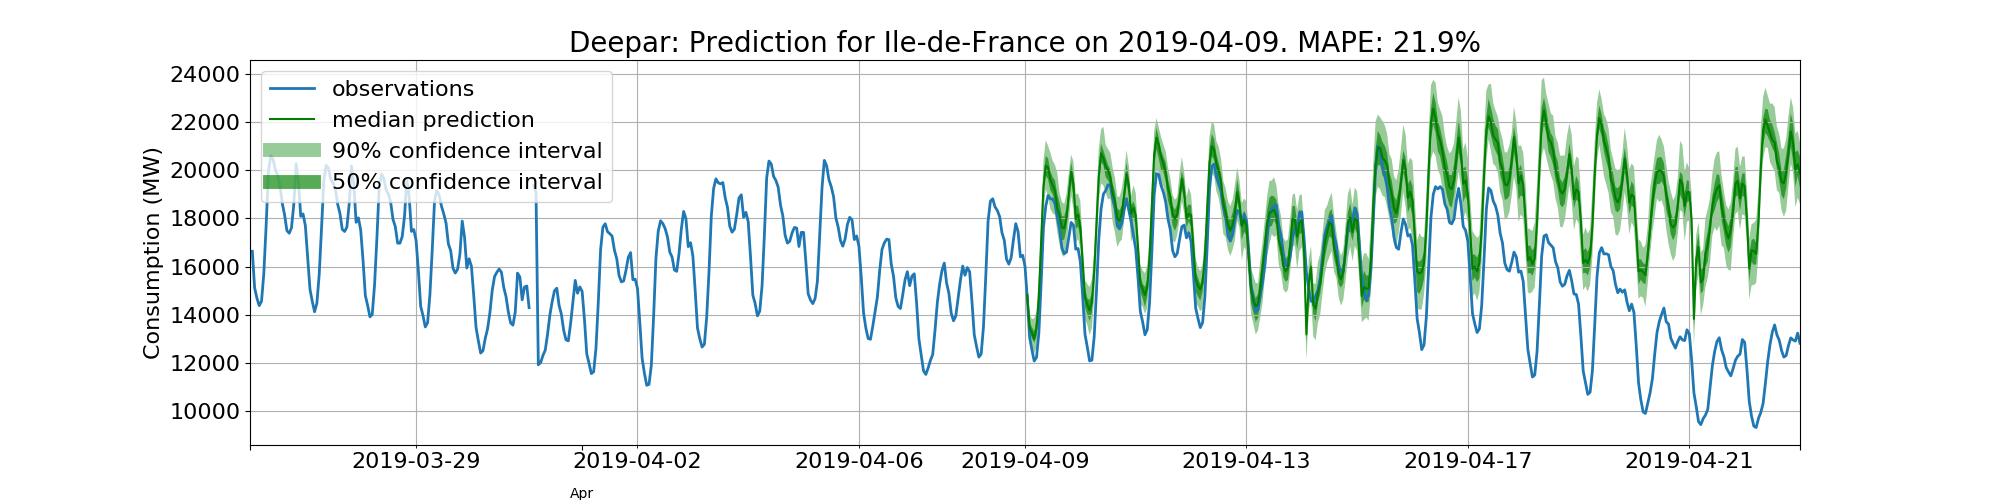 Deepar: Prediction for Ile-de-France on 2019-04-09. MAPE: 21.9%
Consumption (MW)
24000
22000
20000
18000
16000
14000
12000
10000
observations
median prediction
90% confidence interval
50% confidence interval
2019-03-29 2019-04-02 2019-04-06 2019-04-09 2019-04-13 2019-04-17 2019-04-21
Apr